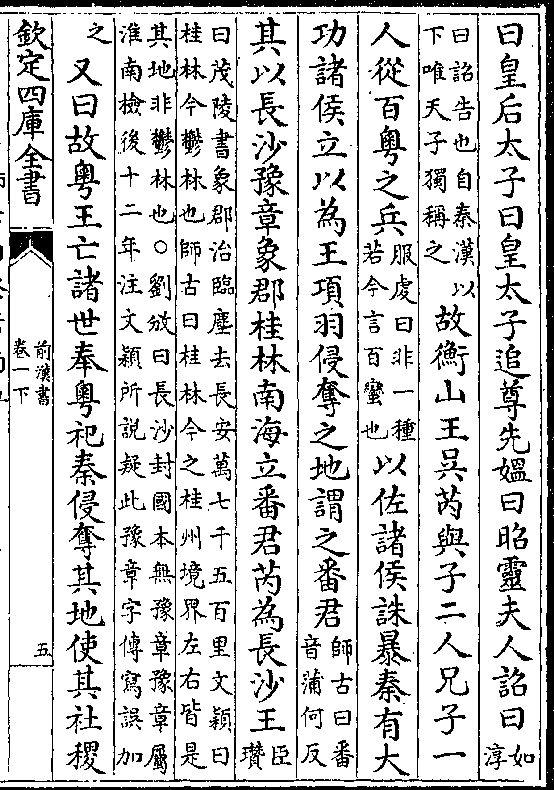 曰皇后太子曰皇太子追尊先媪曰昭靈夫人詔曰如淳
曰詔告也自秦漢以下唯天子獨稱之故衡山王吳芮與子二人兄子一
人從百粤之兵服虔曰非一種若今言百蠻也以佐諸侯誅暴秦有大
功諸侯立以為王項羽侵奪之地謂之番君師古曰番音蒲何反
其以長沙豫章象郡桂林南海立番君芮為長沙王臣瓚
曰茂陵書象郡治臨塵去長安萬七千五百里文穎曰
桂林今鬱林也師古曰桂林今之桂州境界左右皆是
其地非鬱林也○劉攽曰長沙封國本無豫章豫章屬
淮南檢後十二年注文穎所說疑此豫章字傳寫誤加
之 又曰故粤王亡諸世奉粤祀秦侵奪其地使其社稷
欽定四庫全書
前漢書
卷一下
五